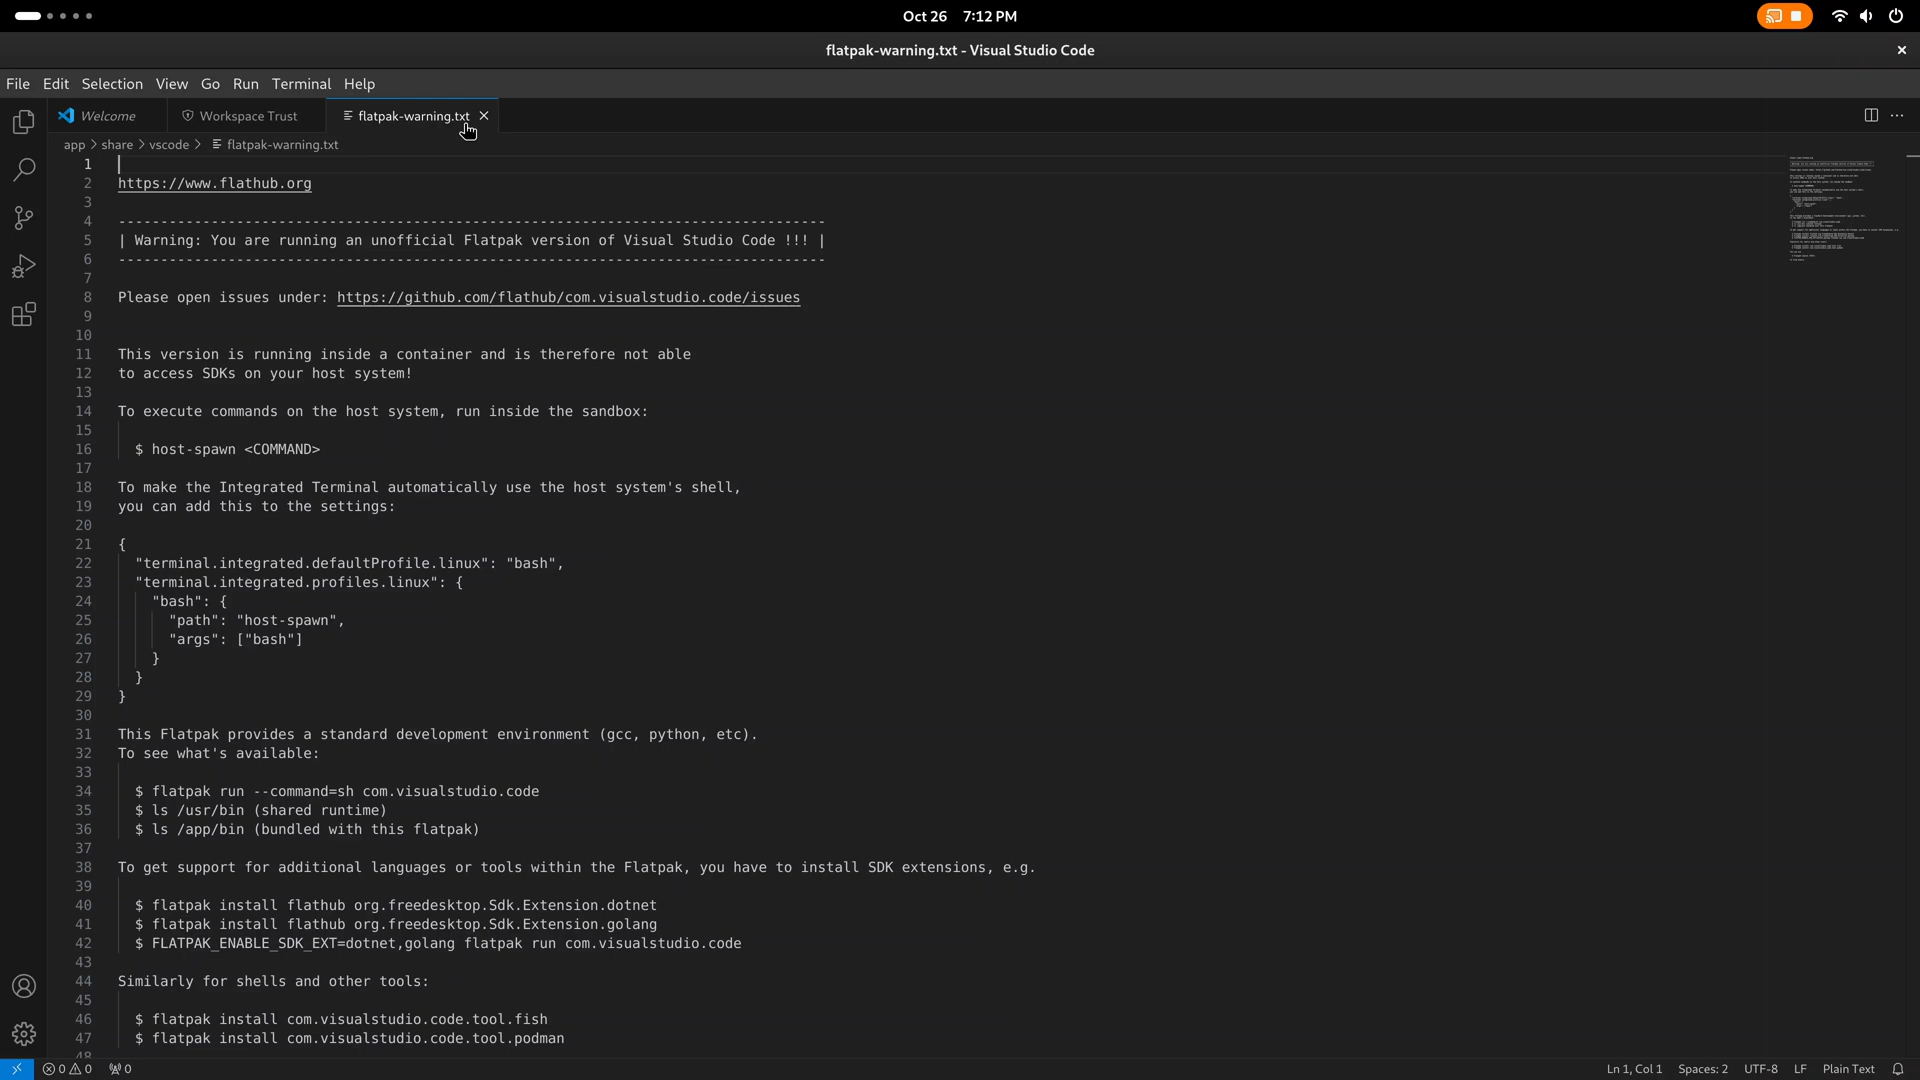 Oct 26 7:12 PM
flatpak-warning.txt - Visual Studio Code
File Edit Selection View Go Run Terminal Help
Welcome Workspace Trust flatpak-warning.txt
app > share > vscode > flatpak-warning.txt
1
2 https://www.flathub.org
3
4 ------------------------------------------------------------------------------------
5 | Warning: You are running an unofficial Flatpak version of Visual Studio Code !!! |
6 ------------------------------------------------------------------------------------
7
8 Please open issues under: https://github.com/flathub/com.visualstudio.code/issues
9
10
11 This version is running inside a container and is therefore not able
12 to access SDKs on your host system!
13
14 To execute commands on the host system, run inside the sandbox:
15
16 $ host-spawn <COMMAND>
17
18 To make the Integrated Terminal automatically use the host system's shell,
19 you can add this to the settings:
20
21 {
22 "terminal.integrated.defaultProfile.linux": "bash",
23 "terminal.integrated.profiles.linux": {
24 "bash": {
25 "path": "host-spawn",
26 "args": ["bash"]
27 }
28 }
29 }
30
31 This Flatpak provides a standard development environment (gcc, python, etc).
32 To see what's available:
33
34 $ flatpak run --command=sh com.visualstudio.code
35 $ ls /usr/bin (shared runtime)
36 $ ls /app/bin (bundled with this flatpak)
37
38 To get support for additional languages or tools within the Flatpak, you have to install SDK extensions, e.g.
39
40 $ flatpak install flathub org.freedesktop.Sdk.Extension.dotnet
41 $ flatpak install flathub org.freedesktop.Sdk.Extension.golang
42 $ FLATPAK_ENABLE_SDK_EXT=dotnet,golang flatpak run com.visualstudio.code
43
44 Similarly for shells and other tools:
45
46 $ flatpak install com.visualstudio.code.tool.fish
47 $ flatpak install com.visualstudio.code.tool.podman
48
0 0 0 Ln 1, Col 1 Spaces: 2 UTF-8 LF Plain Text